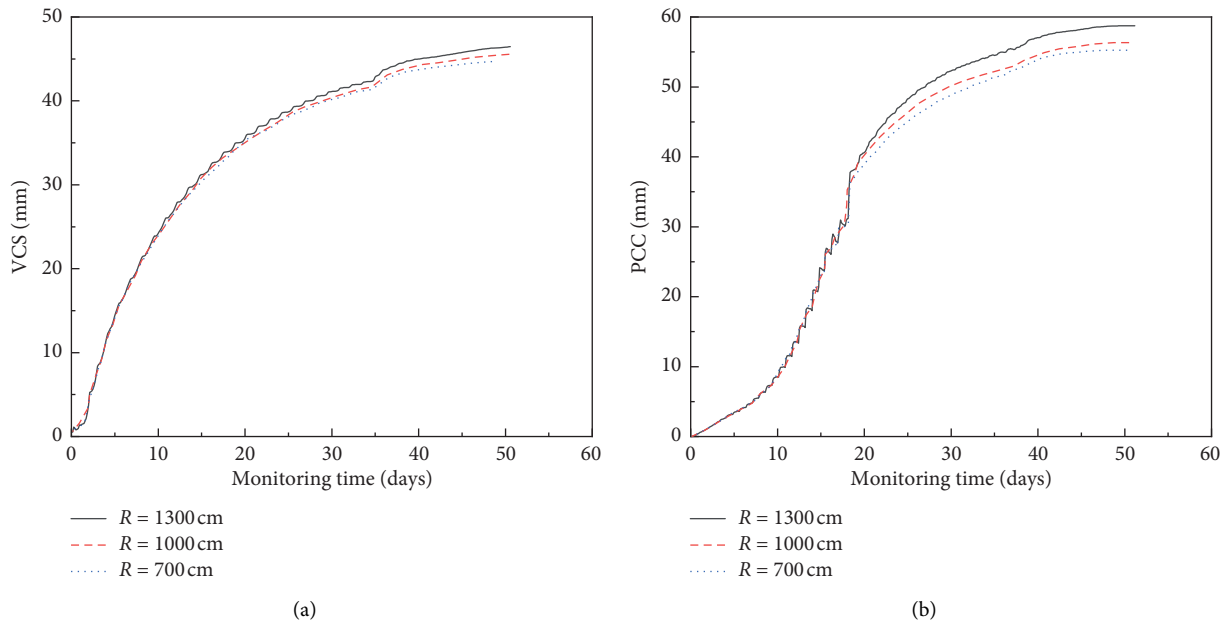 50
40
30
20
10
0
VCS (mm)
0 10 20 30 40 50 60
Monitoring time (days)
R = 1300 cm
R = 1000 cm
R = 700 cm
(a)
60
50
40
30
20
10
0
PCC (mm)
0 10 20 30 40 50 60
Monitoring time (days)
R = 1300 cm
R = 1000 cm
R = 700 cm
(b)